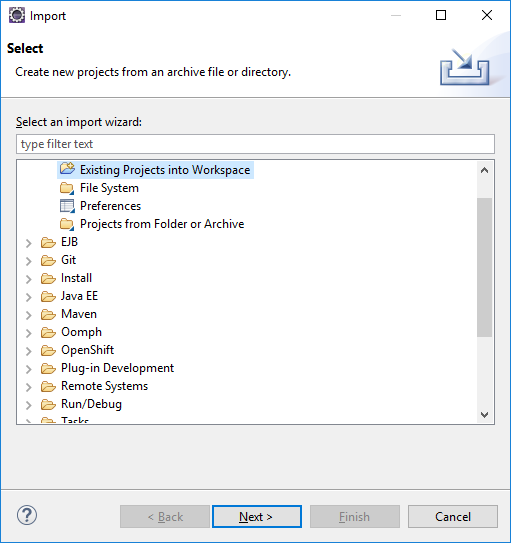 Import
Select
Create new projects from an archive file or directory.
Select an import wizard:
type filter text
Existing Projects into Workspace
File System
Preferences
Projects from Folder or Archive
EJB
Git
Install
Java EE
Maven
Oomph
OpenShift
Plug-in Development
Remote Systems
Run/Debug
Tasks
?
< Back
Next >
Finish
Cancel